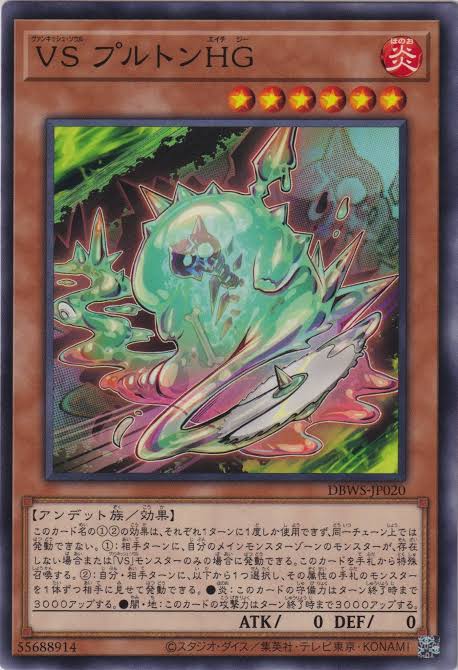 ヴァンキッシュ・ソウル エイチ ジー
VS プルトンHG
ほのお
炎
DBWS-JP020
【アンデット族／効果】
このカード名の①②の効果は、それぞれ1ターンに1度しか使用できず、同一チェーン上では
発動できない。①：相手ターンに、自分のメインモンスターゾーンのモンスターが、存在
しない場合または「VS」モンスターのみの場合に発動できる。このカードを手札から特殊
召喚する。②：自分・相手ターンに、以下から1つ選択し、その属性の手札のモンスター
を1体ずつ相手に見せて発動できる。●炎：このカードの守備力はターン終了時まで
3000アップする。●闇・地：このカードの攻撃力はターン終了時まで3000アップする。
ATK/ 0 DEF/ 0
55688914
©スタジオ・ダイス／集英社・テレビ東京・KONAMI